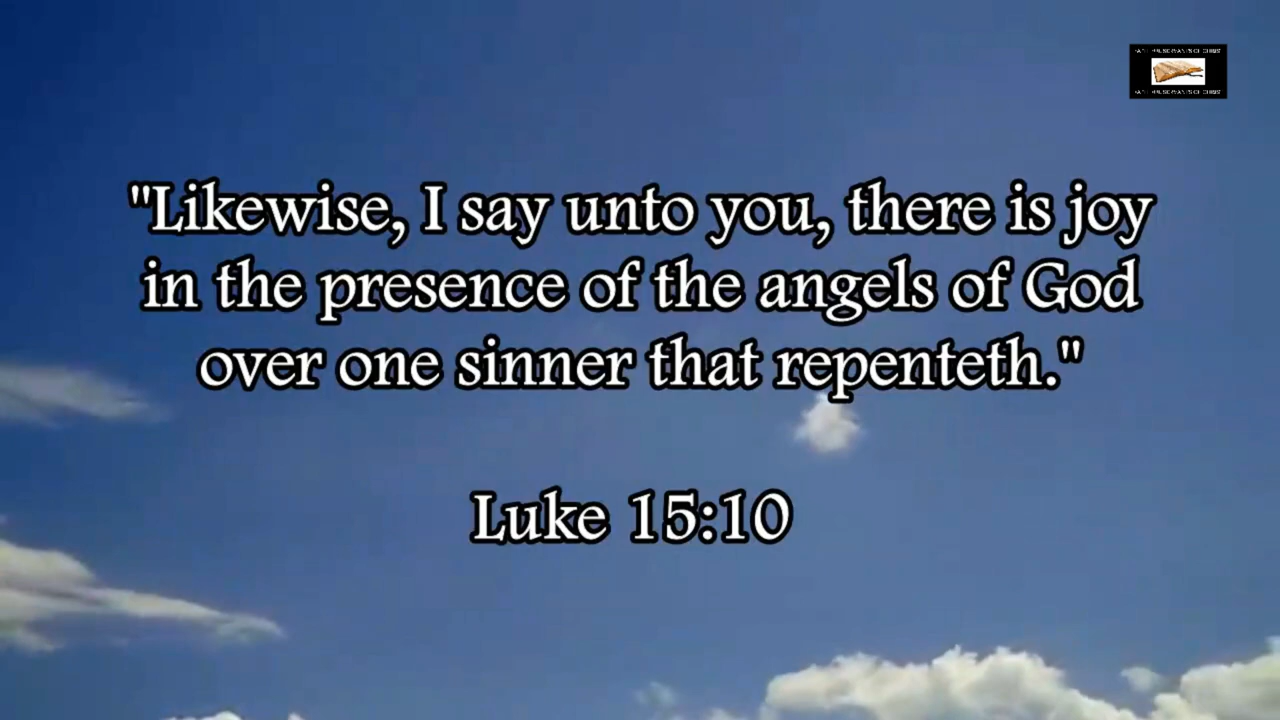 "Likewise, I say unto you, there is joy
in the presence of the angels of God
over one sinner that repenteth."
Luke 15:10